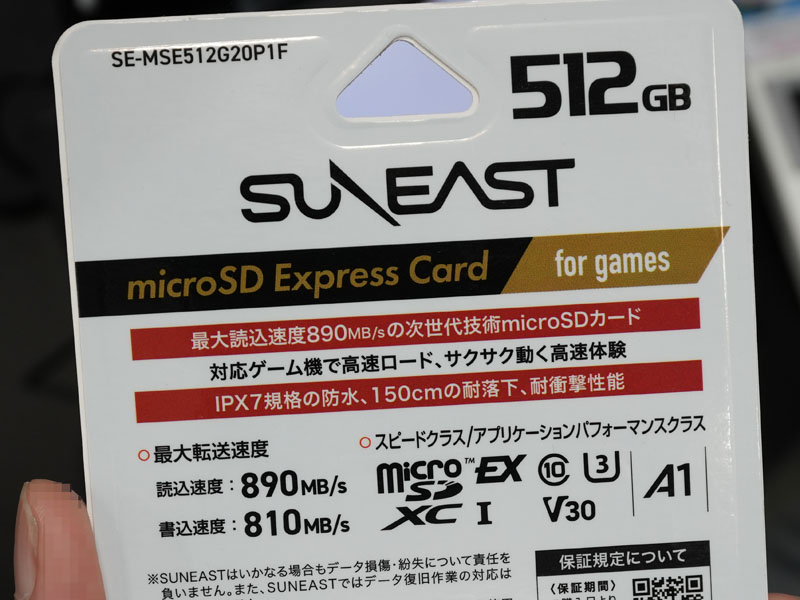 SE-MSE512G20P1F
512GB
SUNEAST
microSD Express Card
for games
最大読込速度890MB/sの次世代技術microSDカード
対応ゲーム機で高速ロード、サクサク動く高速体験
IPX7規格の防水、150cmの耐落下、耐衝撃性能
最大転送速度
読込速度：890MB/s
書込速度：810MB/s
スピードクラス/アプリケーションパフォーマンスクラス
micro SD XC™ EX I
10
U3
V30
A1
※SUNEASTはいかなる場合もデータ損傷・紛失について責任を
負いません。また、SUNEASTではデータ復旧作業の対応は
保証規定について
〈保証期間〉